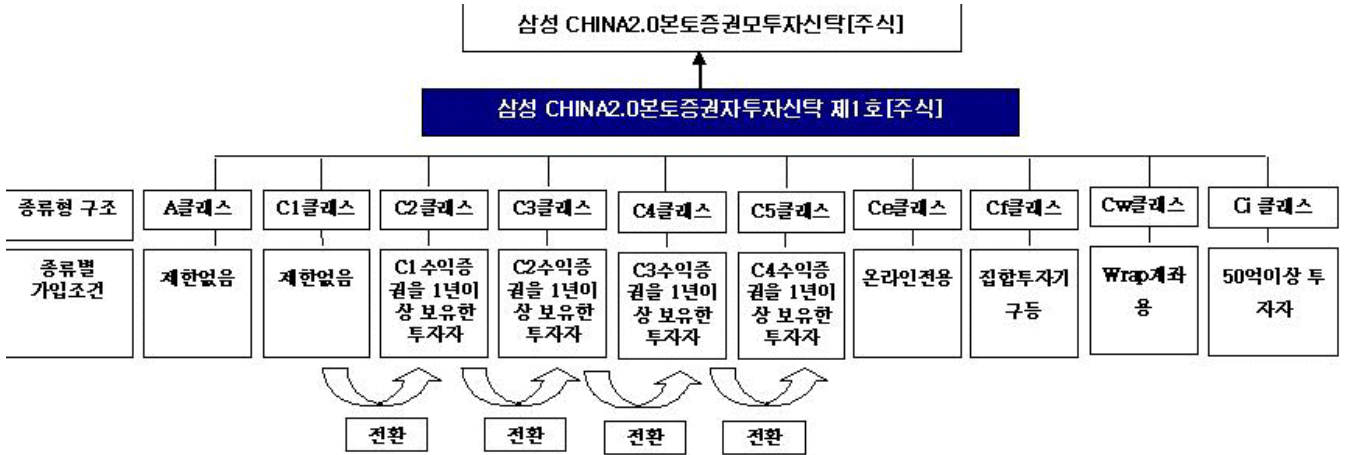 삼성 CHINA2.0본토증권모투자신탁[주식]
삼성 CHINA2.0본토증권자투자신탁 제1호[주식]
종류형 구조
A클래스
C1클래스
C2클래스
C3클래스
C4클래스
C5클래스
Ce클래스
Cf클래스
Cw클래스
Ci 클래스
종류별
가입조건
제한없음
제한없음
C1수익증
권을 1년이
상 보유한
투자자
C2수익증
권을 1년이
상 보유한
투자자
C3수익증
권을 1년이
상 보유한
투자자
C4수익증
권을 1년이
상 보유한
투자자
온라인전용
집합투자기
구등
Wrap계좌
용
50억이상 투
자자
전환
전환
전환
전환